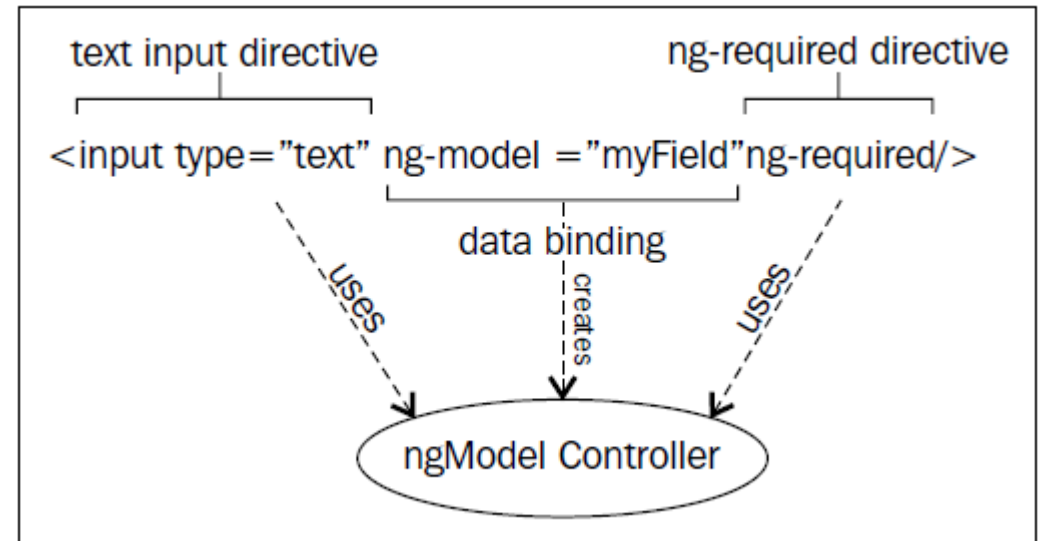 text input directive ng-required directive
<input type="text" ng-model ="myField"ng-required/>
data binding
uses creates uses
ngModel Controller